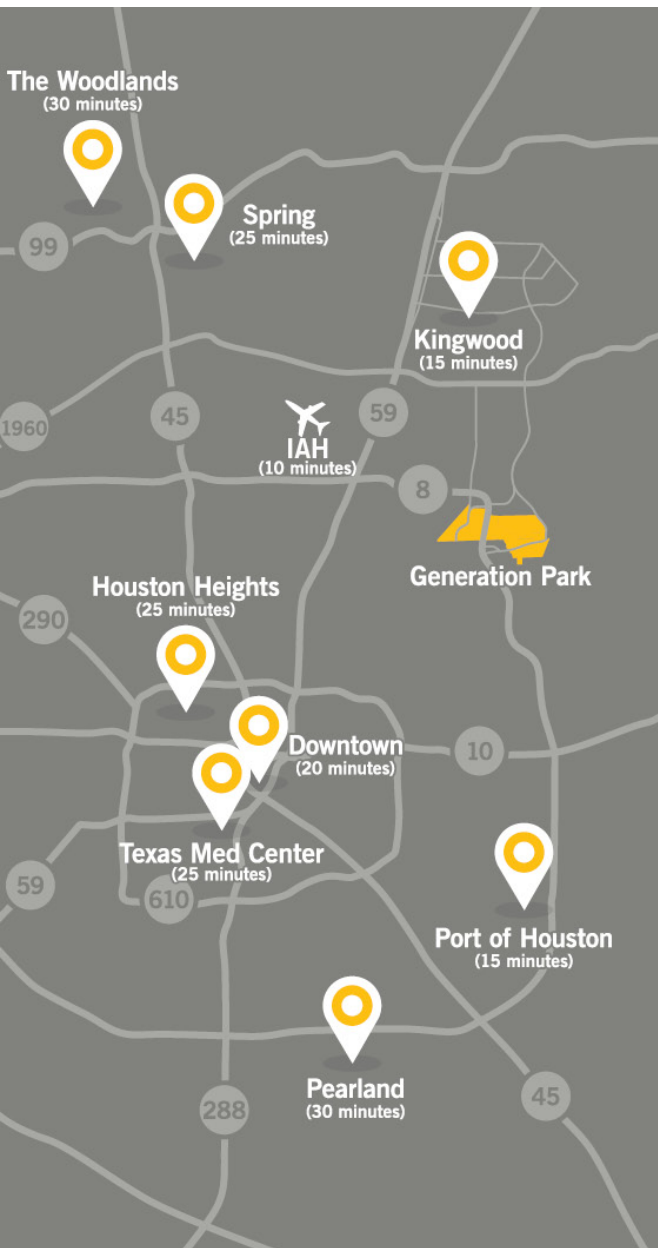 The Woodlands
(30 minutes)
Spring
(25 minutes)
99
Kingwood
(15 minutes)
45
59
1960
IAH
(10 minutes)
8
Generation Park
Houston Heights
(25 minutes)
290
Downtown
(20 minutes)
10
Texas Med Center
(25 minutes)
59
610
Port of Houston
(15 minutes)
Pearland
(30 minutes)
45
288